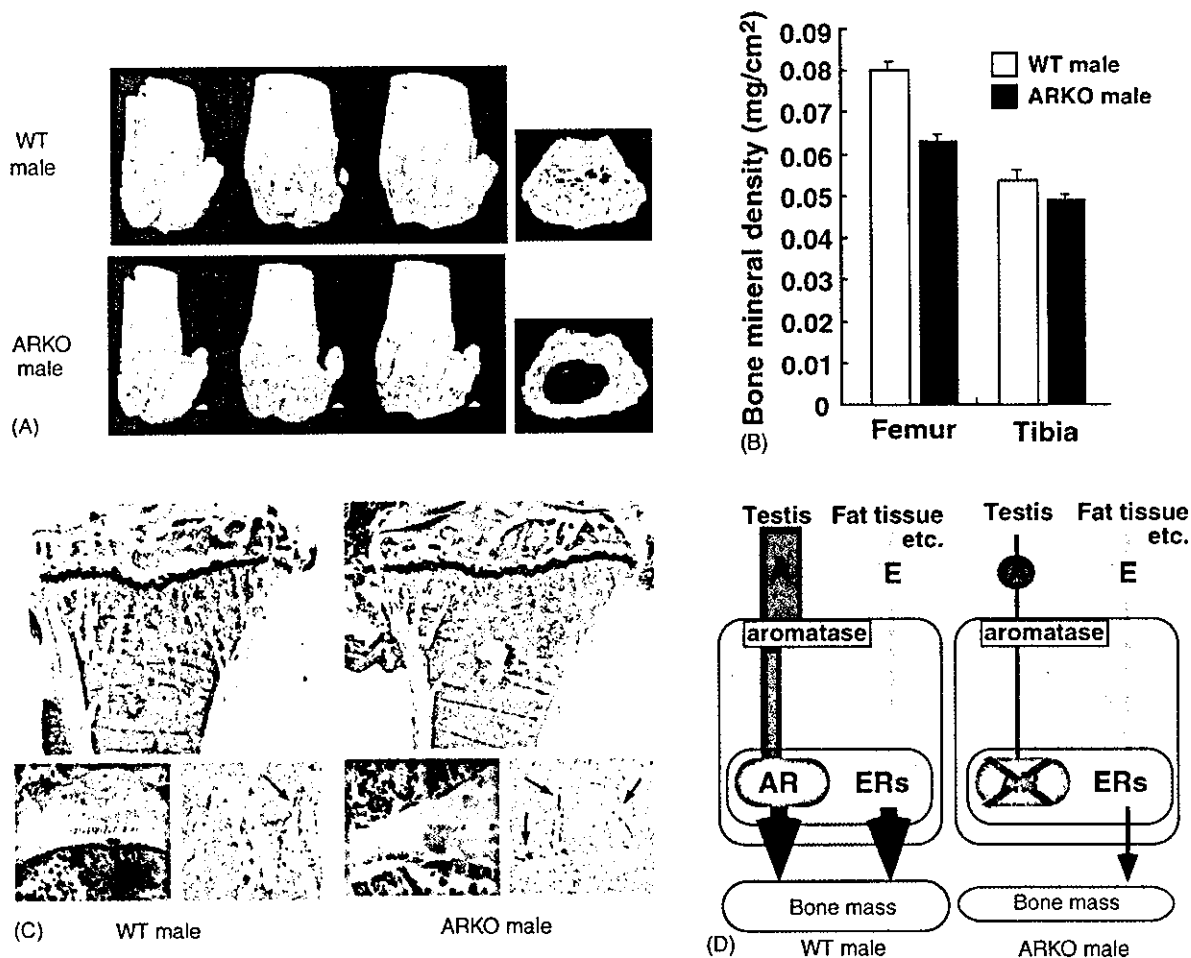 WT
male
ARKO
male
(A)
Bone mineral density (mg/cm²)
0.09
0.08
0.07
0.06
0.05
0.04
0.03
0.02
0.01
0
WT male
ARKO male
Femur
Tibia
(B)
WT male
ARKO male
(C)
Testis
Fat tissue
etc.
E
aromatase
AR
ERs
Bone mass
WT male
Testis
Fat tissue
etc.
E
aromatase
ERs
Bone mass
ARKO male
(D)